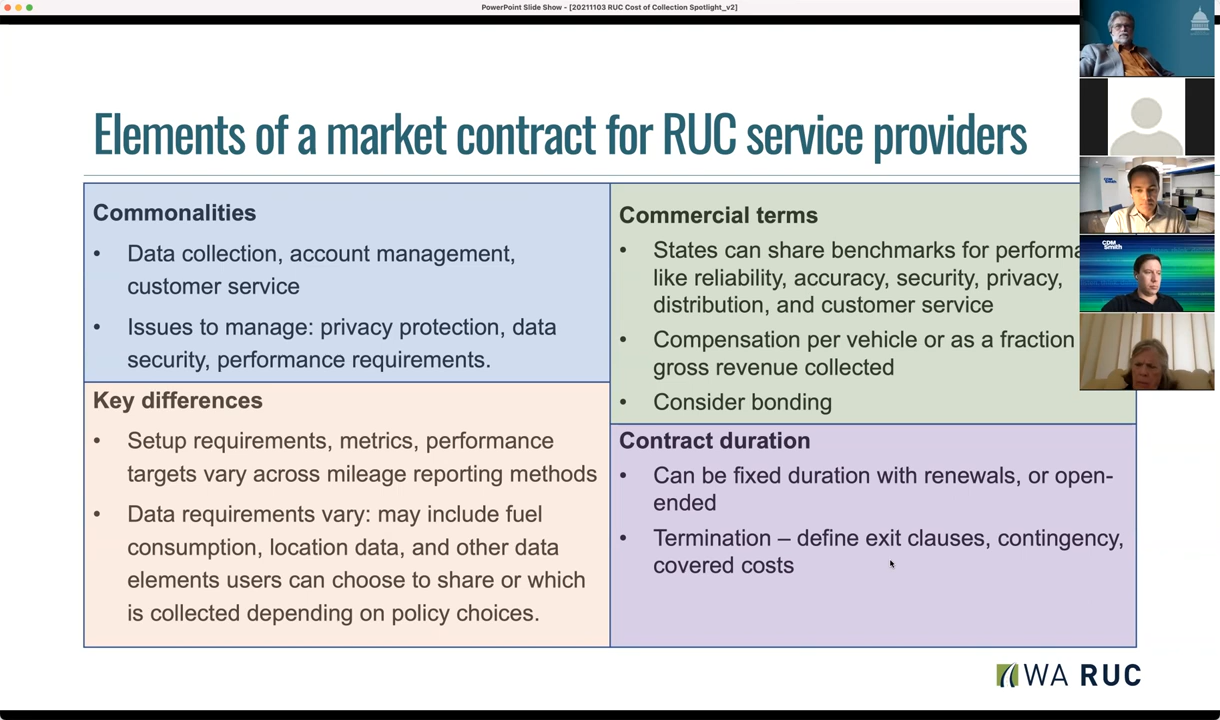 PowerPoint Slide Show - [20211103 RUC Cost of Collection Spotlight_v2]
Elements of a market contract for RUC service providers
Commonalities
• Data collection, account management,
customer service
• Issues to manage: privacy protection, data
security, performance requirements.
Key differences
• Setup requirements, metrics, performance
targets vary across mileage reporting methods
• Data requirements vary: may include fuel
consumption, location data, and other data
elements users can choose to share or which
is collected depending on policy choices.
Commercial terms
• States can share benchmarks for performa
like reliability, accuracy, security, privacy,
distribution, and customer service
• Compensation per vehicle or as a fraction
gross revenue collected
• Consider bonding
Contract duration
• Can be fixed duration with renewals, or open-
ended
• Termination – define exit clauses, contingency,
covered costs
CDM
Smith
WA RUC